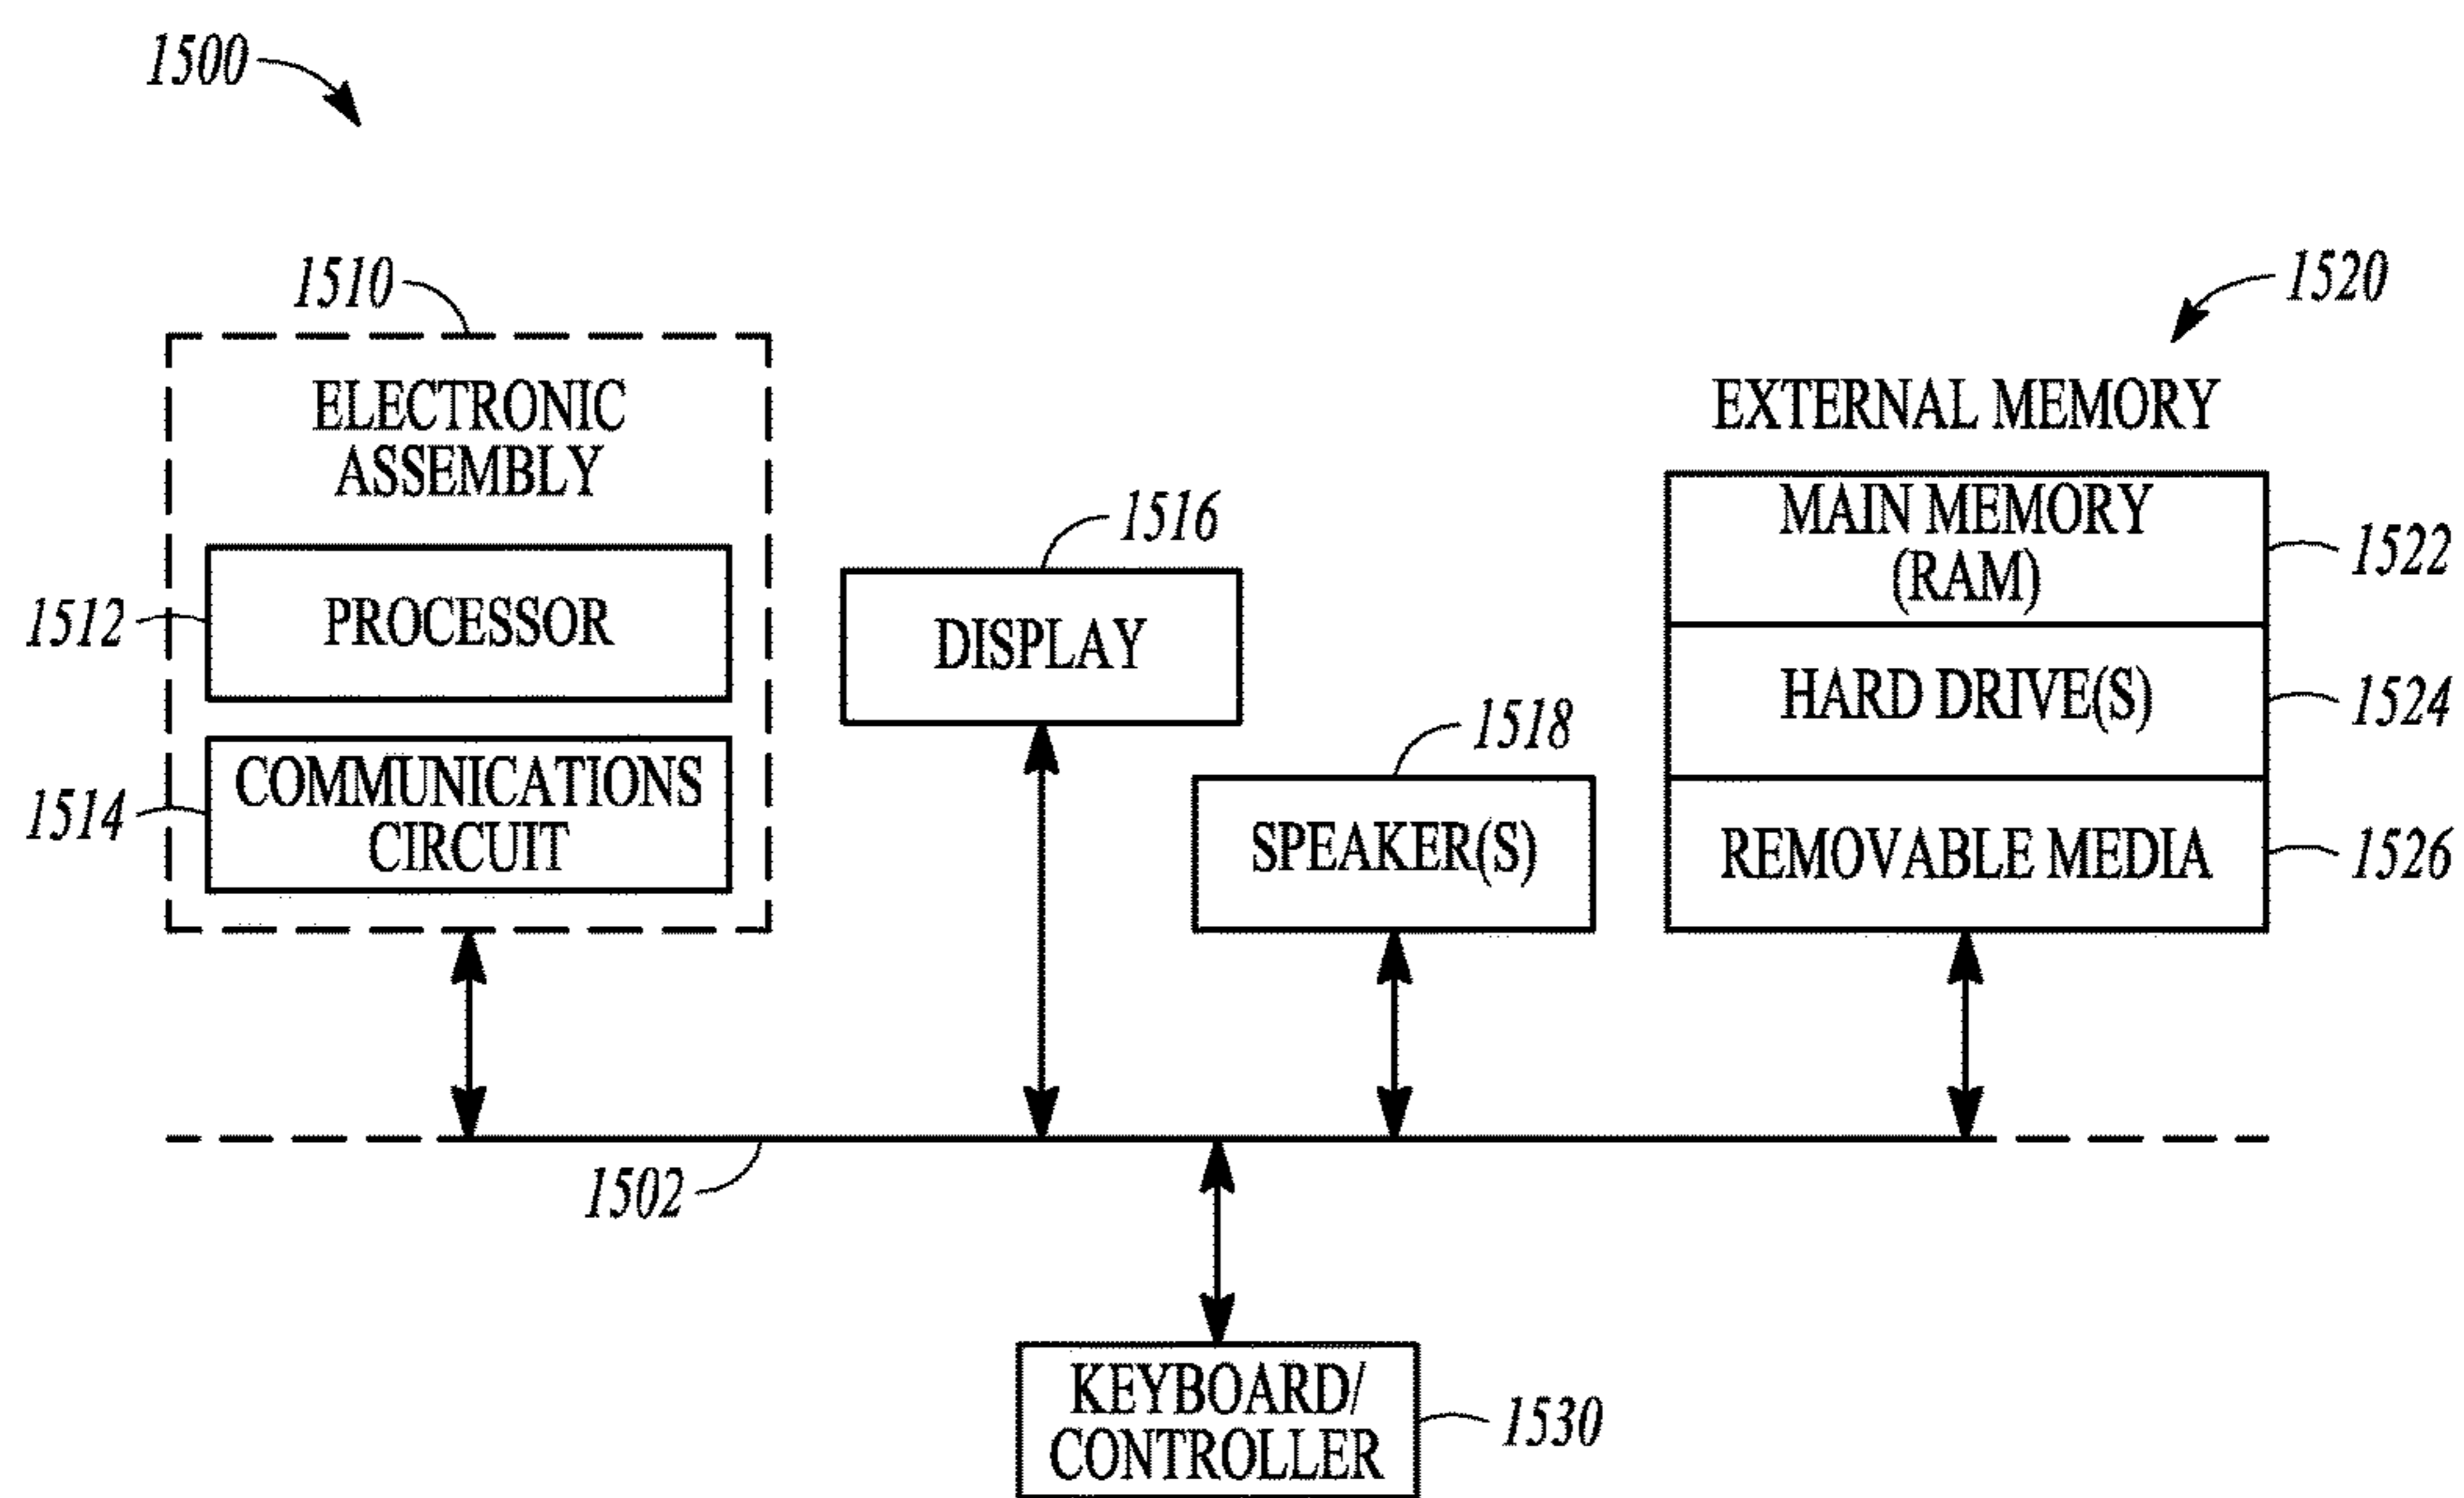 1500
1510
1520
ELECTRONIC
ASSEMBLY
EXTERNAL MEMORY
1512
PROCESSOR
1514
COMMUNICATIONS
CIRCUIT
1516
DISPLAY
1518
SPEAKER(S)
MAIN MEMORY
(RAM)
1522
HARD DRIVE(S)
1524
REMOVABLE MEDIA
1526
1502
KEYBOARD/
CONTROLLER
1530